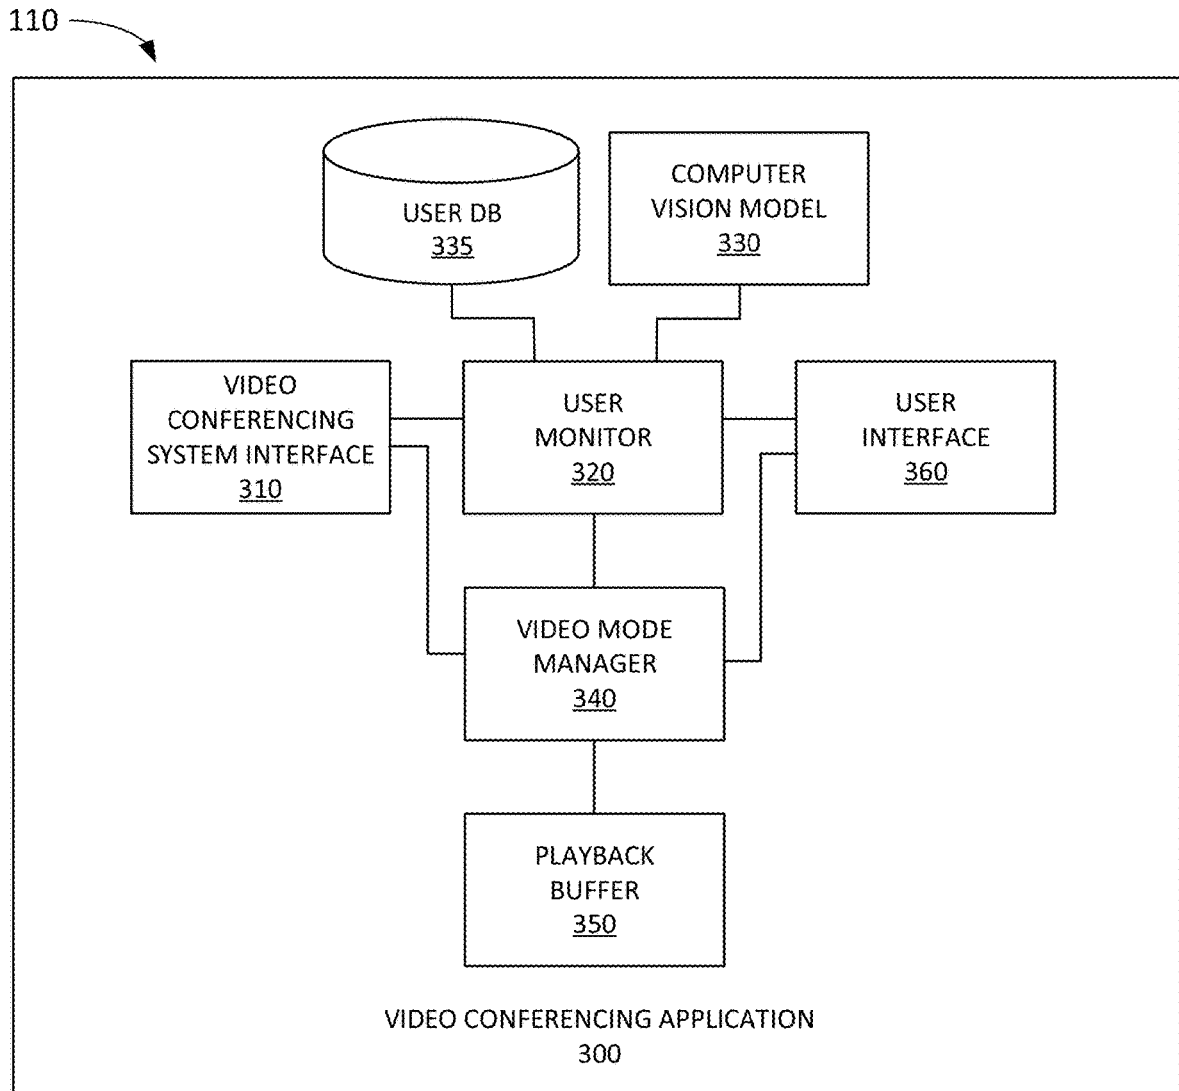 110
USER DB
335
COMPUTER
VISION MODEL
330
VIDEO
CONFERENCING
SYSTEM INTERFACE
310
USER
MONITOR
320
USER
INTERFACE
360
VIDEO MODE
MANAGER
340
PLAYBACK
BUFFER
350
VIDEO CONFERENCING APPLICATION
300